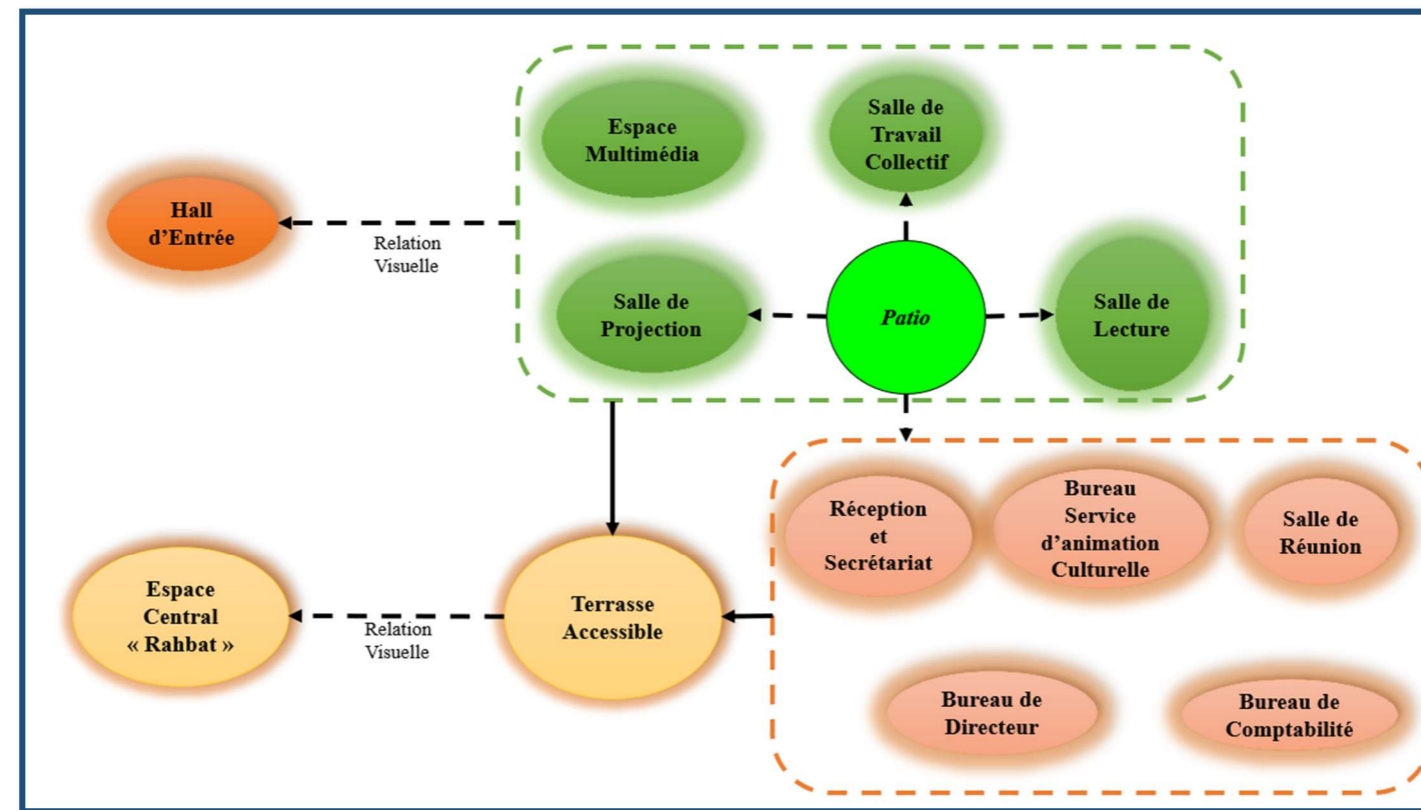 Espace
Multimédia
Salle de
Travail
Collectif
Hall
d'Entrée
Relation
Visuelle
Salle de
Projection
Patio
Salle de
Lecture
Réception
et
Secrétariat
Bureau
Service
d'animation
Culturelle
Salle de
Réunion
Espace
Central
« Rahbat »
Relation
Visuelle
Terrasse
Accessible
Bureau de
Directeur
Bureau de
Comptabilité